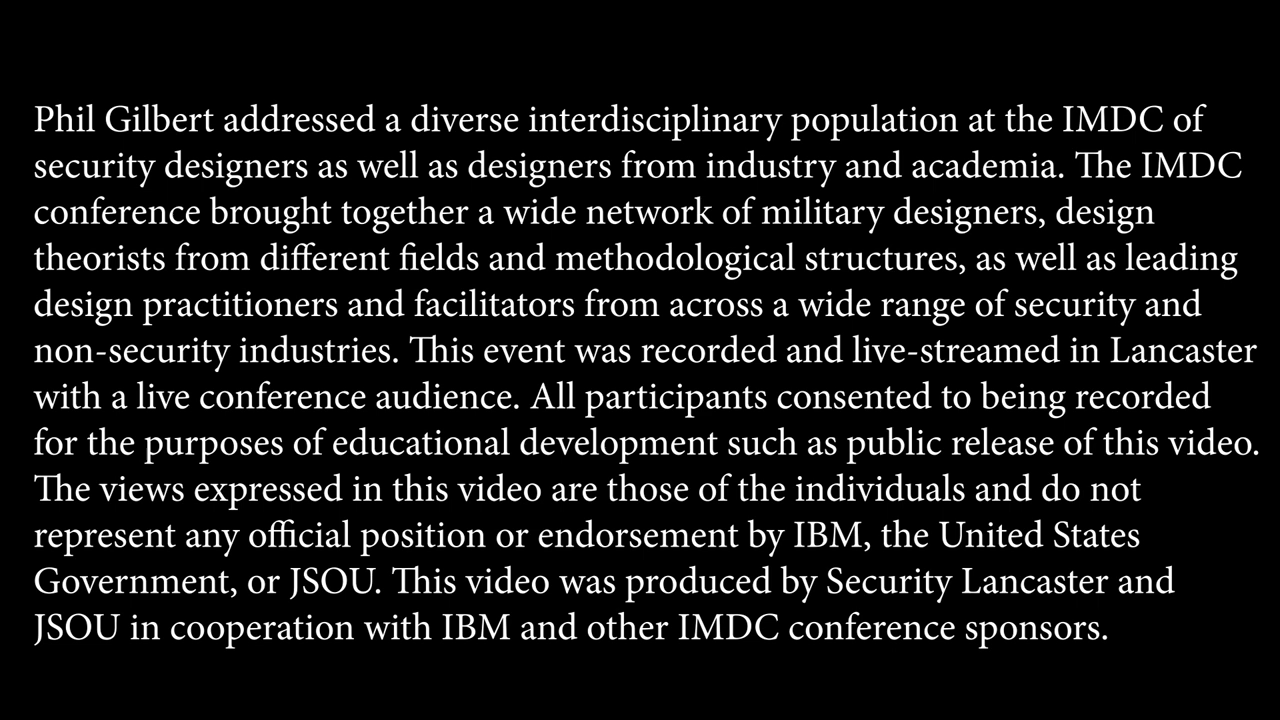 Phil Gilbert addressed a diverse interdisciplinary population at the IMDC of
security designers as well as designers from industry and academia. The IMDC
conference brought together a wide network of military designers, design
theorists from different fields and methodological structures, as well as leading
design practitioners and facilitators from across a wide range of security and
non-security industries. This event was recorded and live-streamed in Lancaster
with a live conference audience. All participants consented to being recorded
for the purposes of educational development such as public release of this video.
The views expressed in this video are those of the individuals and do not
represent any official position or endorsement by IBM, the United States
Government, or JSOU. This video was produced by Security Lancaster and
JSOU in cooperation with IBM and other IMDC conference sponsors.